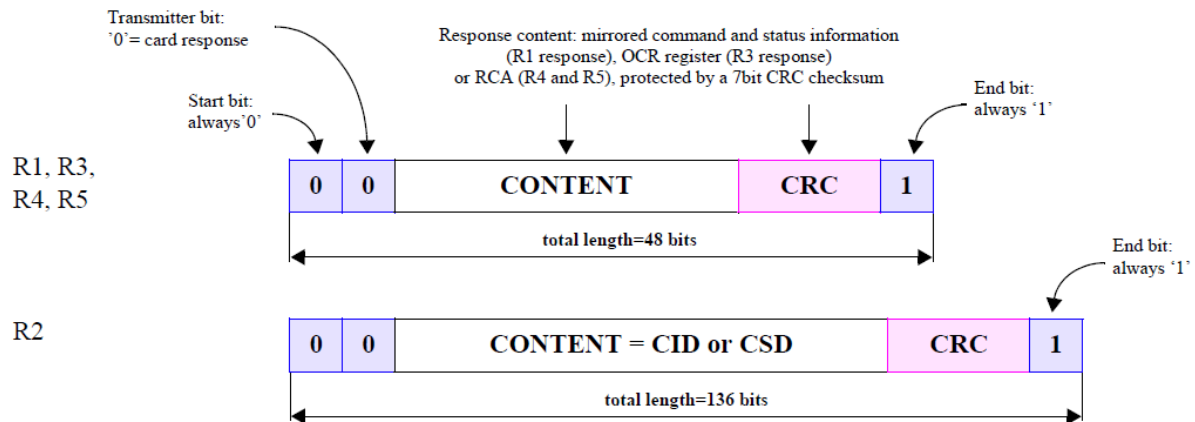 Transmitter bit:
’0’= card response
Response content: mirrored command and status information
(R1 response), OCR register (R3 response)
or RCA (R4 and R5), protected by a 7bit CRC checksum
Start bit:
always’0’
End bit:
always ‘1’
R1, R3,
R4, R5
0 0 CONTENT CRC 1
total length=48 bits
End bit:
always ‘1’
R2
0 0 CONTENT = CID or CSD CRC 1
total length=136 bits